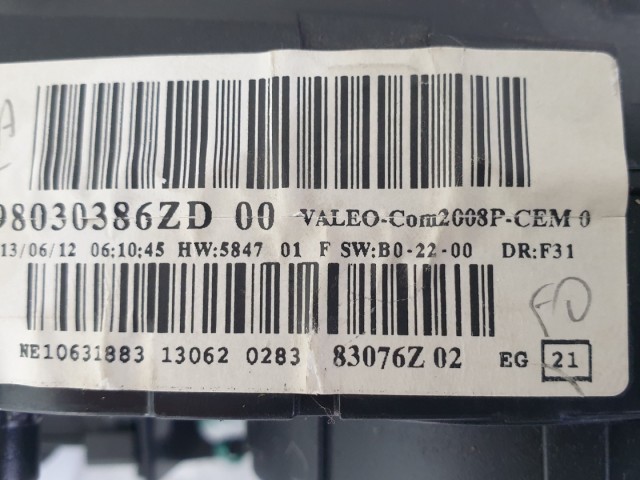 98030386ZD 00 VALEO-Com2008P-CEM 0
13/06/12 06:10:45 HW:5847 01 F SW:B0-22-00 DR:F31
NE10631883 13062 0283 83076Z 02 EG 21